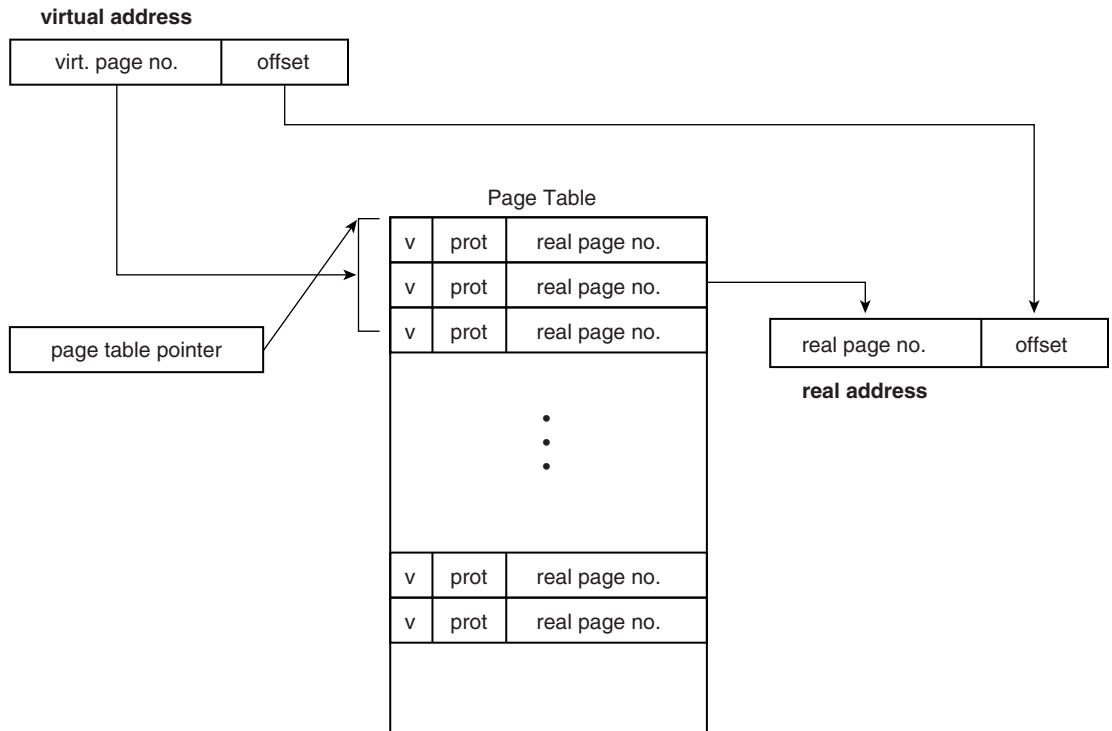 virtual address
virt. page no. offset
Page Table
v prot real page no.
v prot real page no.
v prot real page no.
page table pointer
real page no. offset
real address
v prot real page no.
v prot real page no.